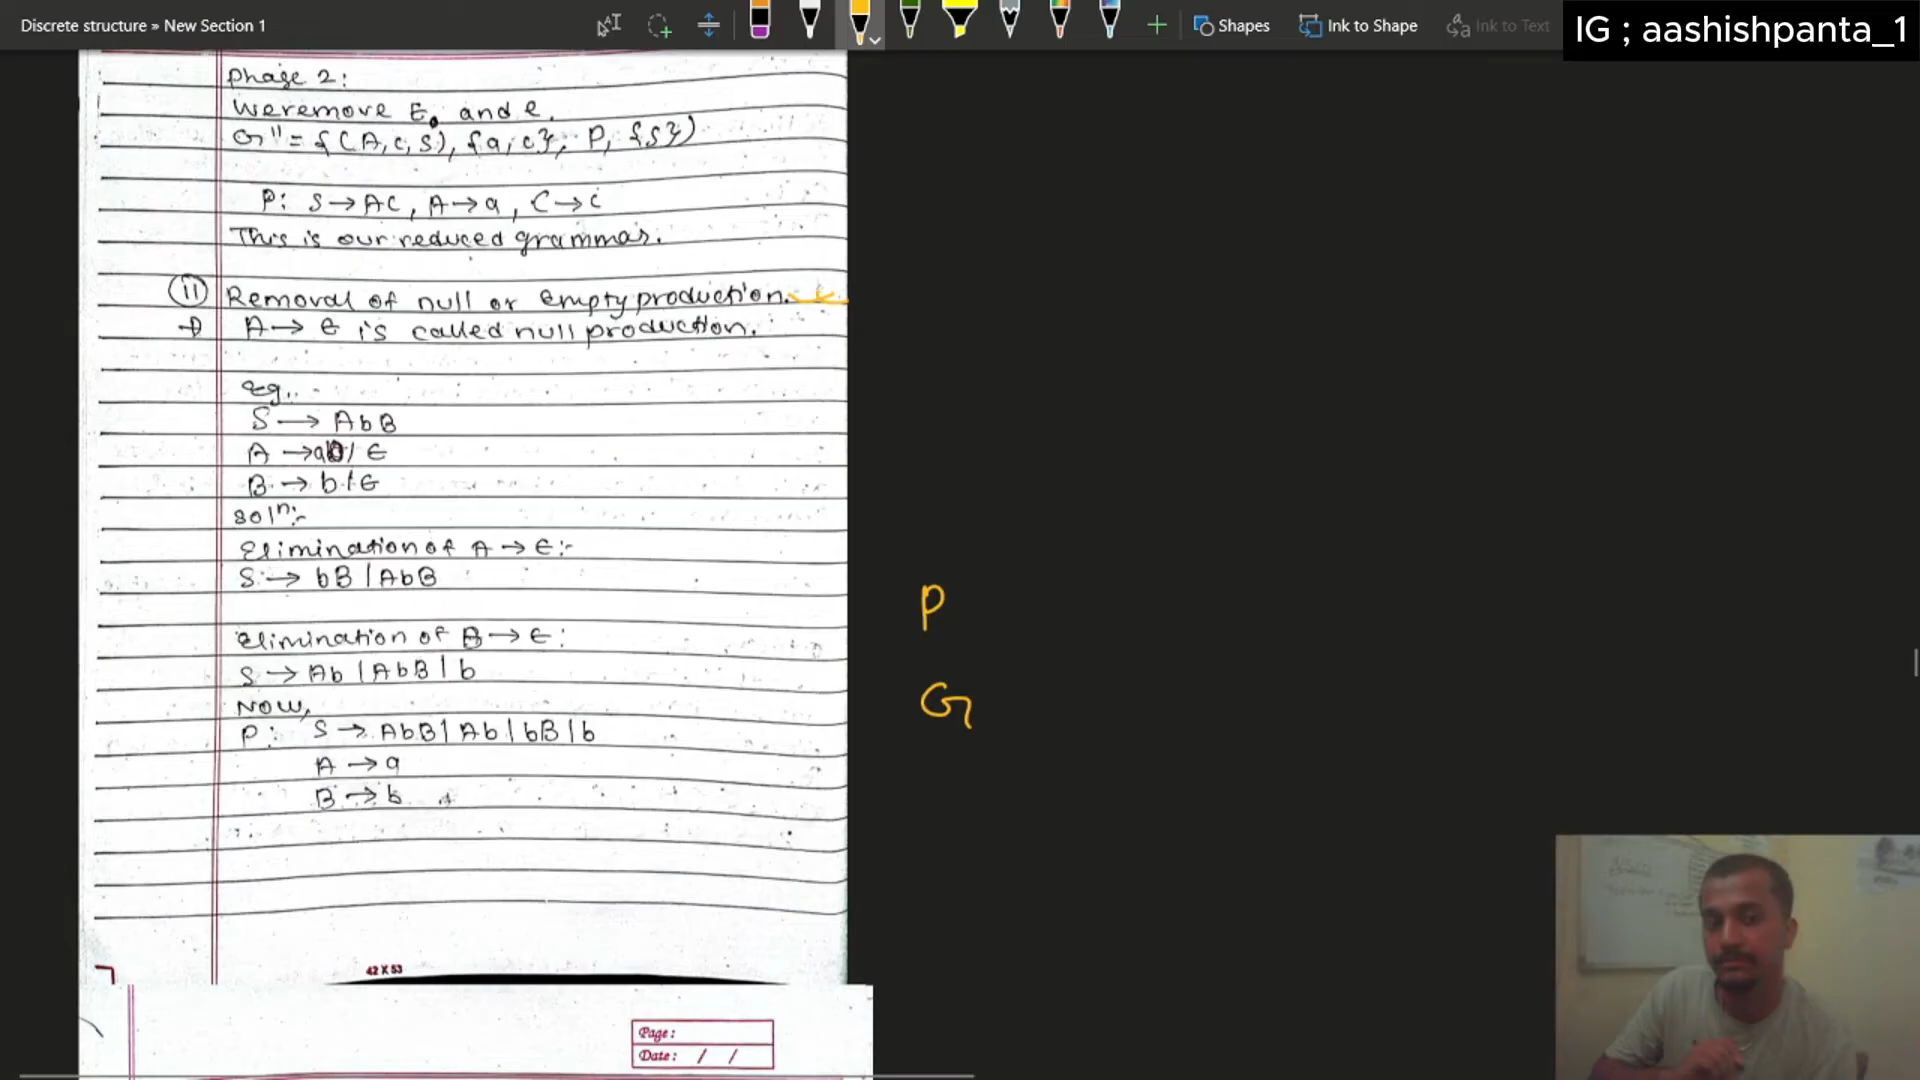 Discrete structure » New Section 1
Shapes
Ink to Shape
Ink to Text
IG ; aashishpanta_1
phase 2:
We remove E and e.
G" = {(A, C, S), {a, c}, P, {S})
P: S → AC, A → a, C → c
This is our reduced grammar.
(ii) Removal of null or empty production.
A → ϵ is called null production.
eg..
S → AbB
A → a / ϵ
B → b / ϵ
Solⁿ:-
Elimination of A → ϵ:-
S → bB | AbB
elimination of B → ϵ:
S → Ab | AbB | b
Now,
P: S → AbB | Ab | bB | b
A → a
B → b
P
G
42 X 53
Page :
Date : / /